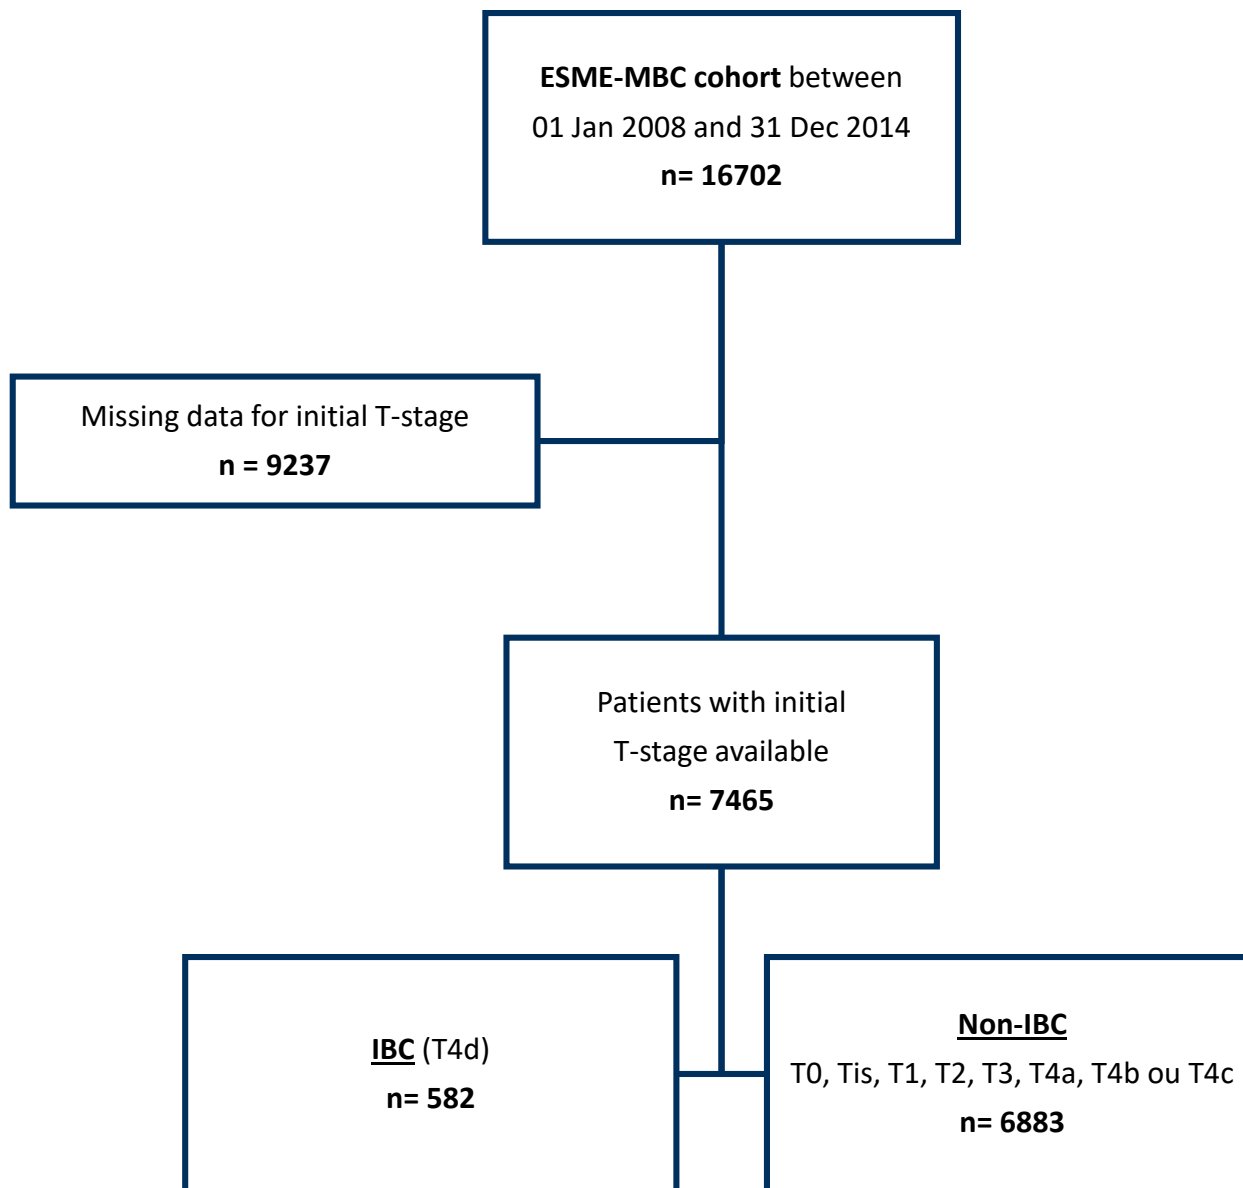 ESME-MBC cohort between
01 Jan 2008 and 31 Dec 2014
n= 16702
Missing data for initial T-stage
n = 9237
Patients with initial
T-stage available
n= 7465
IBC (T4d)
n= 582
Non-IBC
T0, Tis, T1, T2, T3, T4a, T4b ou T4c
n= 6883